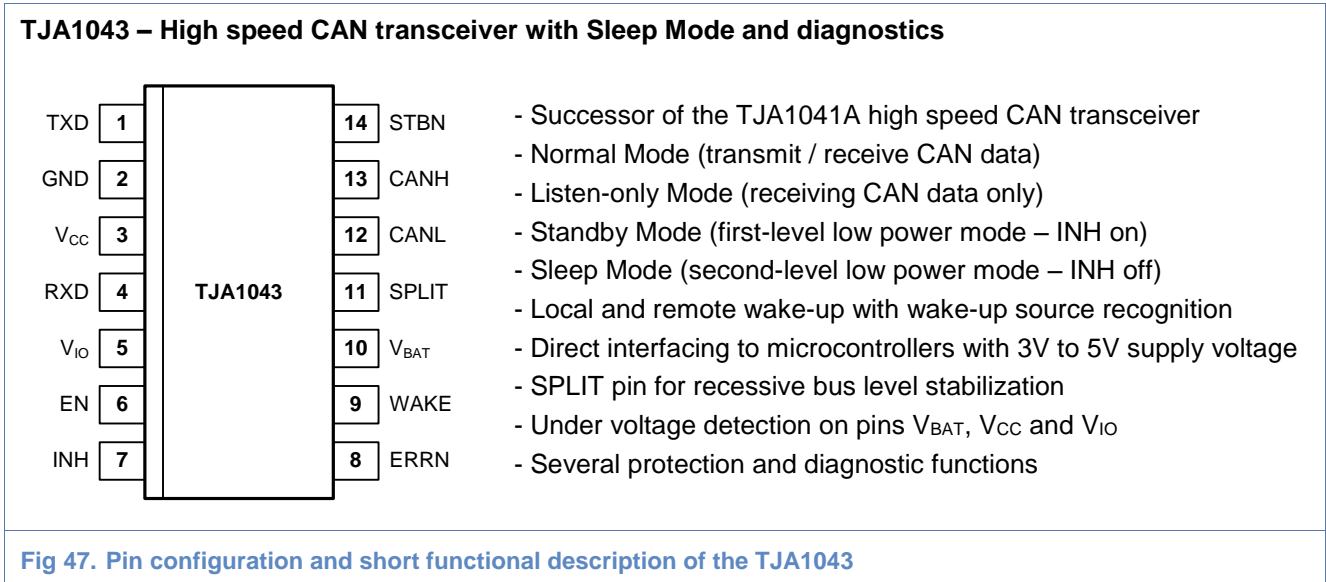 TJA1043 – High speed CAN transceiver with Sleep Mode and diagnostics
TXD 1
GND 2
VCC 3
RXD 4
VIO 5
EN 6
INH 7
TJA1043
14 STBN
13 CANH
12 CANL
11 SPLIT
10 VBAT
9 WAKE
8 ERRN
- Successor of the TJA1041A high speed CAN transceiver
- Normal Mode (transmit / receive CAN data)
- Listen-only Mode (receiving CAN data only)
- Standby Mode (first-level low power mode – INH on)
- Sleep Mode (second-level low power mode – INH off)
- Local and remote wake-up with wake-up source recognition
- Direct interfacing to microcontrollers with 3V to 5V supply voltage
- SPLIT pin for recessive bus level stabilization
- Under voltage detection on pins VBAT, VCC and VIO
- Several protection and diagnostic functions
Fig 47. Pin configuration and short functional description of the TJA1043